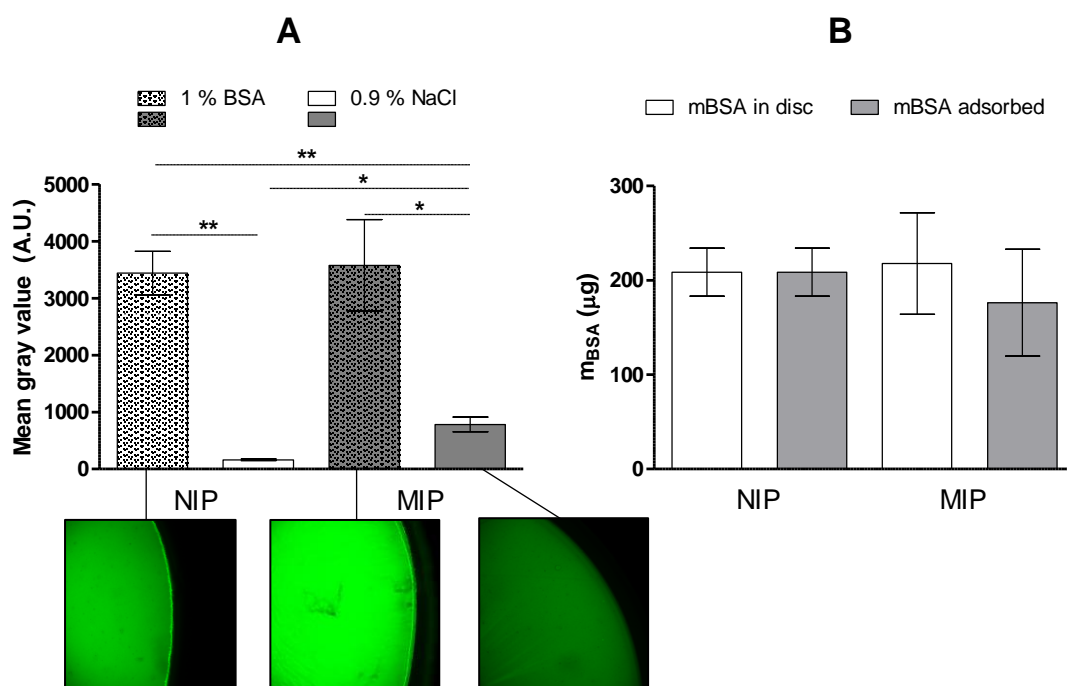 A
B
1 % BSA 0.9 % NaCl
mBSA in disc mBSA adsorbed
**
*
*
**
Mean gray value (A.U.)
5000
4000
3000
2000
1000
0
NIP MIP
mBSA (µg)
300
200
100
0
NIP MIP